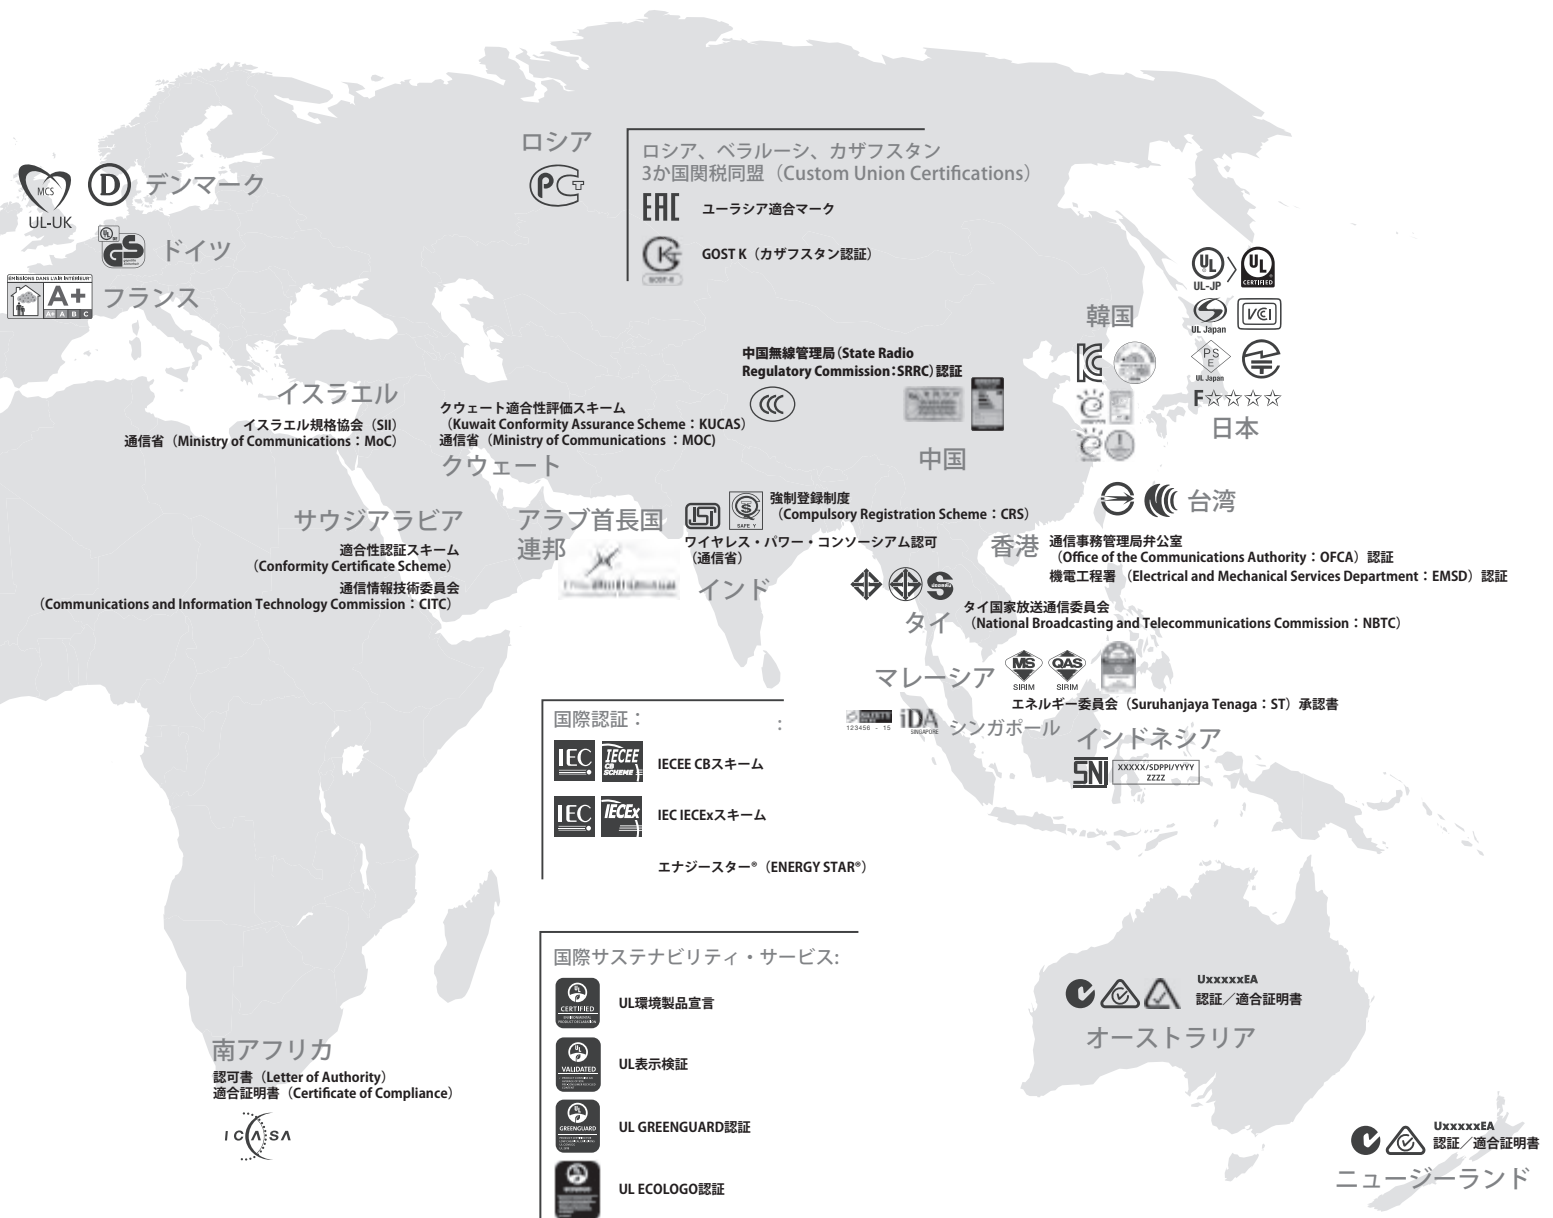 ロシア
ロシア、ベラルーシ、カザフスタン
3か国関税同盟（Custom Union Certifications）
EAC
ユーラシア適合マーク
GOST K（カザフスタン認証）
MCS
UL-UK
D
デンマーク
GS
ドイツ
ÉMISSIONS DANS L'AIR INTÉRIEUR
A+
A+ A B C
フランス
UL-JP
CERTIFIED
UL Japan
VCI
PS
E
UL Japan
F☆☆☆☆
日本
韓国
中国無線管理局（State Radio
Regulatory Commission：SRRC）認証
中国
イスラエル
イスラエル規格協会（SII）
通信省（Ministry of Communications：MoC）
クウェート適合性評価スキーム
（Kuwait Conformity Assurance Scheme：KUCAS）
通信省（Ministry of Communications ：MOC）
クウェート
台湾
サウジアラビア
適合性認証スキーム
（Conformity Certificate Scheme）
通信情報技術委員会
（Communications and Information Technology Commission：CITC）
アラブ首長国
連邦
強制登録制度
（Compulsory Registration Scheme：CRS）
ワイヤレス・パワー・コンソーシアム認可
（通信省）
インド
香港
通信事務管理局弁公室
（Office of the Communications Authority：OFCA）認証
機電工程署 （Electrical and Mechanical Services Department：EMSD）認証
タイ国家放送通信委員会
（National Broadcasting and Telecommunications Commission：NBTC）
タイ
マレーシア
MS
SIRIM
QAS
SIRIM
エネルギー委員会（Suruhanjaya Tenaga：ST）承認書
123456 - 15
iDA
SINGAPORE
シンガポール
インドネシア
SNI
XXXXX/SDPPI/YYYY
ZZZZ
国際認証：
:
IEC
IECEE
CB
SCHEME
IECEE CBスキーム
IEC
IECEx
IEC IECExスキーム
エナジースター®（ENERGY STAR®）
国際サステナビリティ・サービス:
CERTIFIED
UL環境製品宣言
VALIDATED
UL表示検証
GREENGUARD
UL GREENGUARD認証
UL ECOLOGO認証
南アフリカ
認可書（Letter of Authority）
適合証明書（Certificate of Compliance）
ICASA
UxxxxxEA
認証／適合証明書
オーストラリア
UxxxxxEA
認証／適合証明書
ニュージーランド